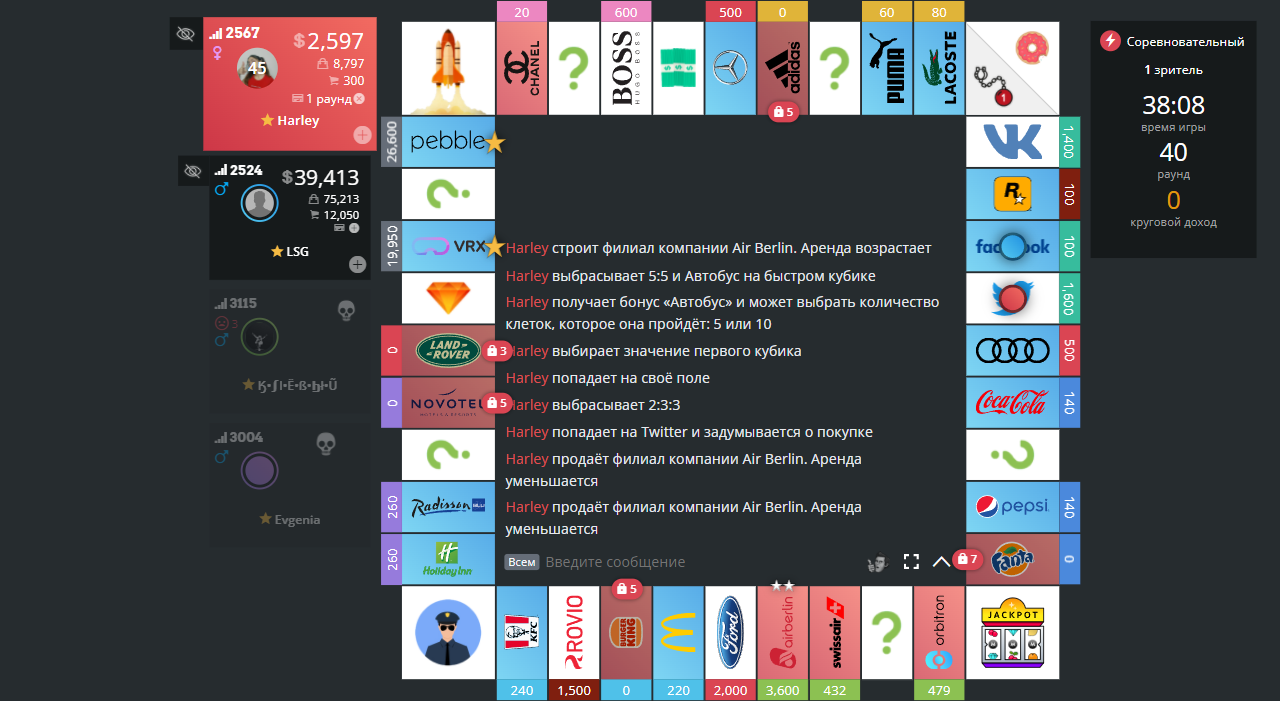 2567
$2,597
45
8,797
300
1 раунд
Harley
2524
$39,413
75,213
12,050
LSG
3115
3
3004
Evgenia
20
600
500
0
60
80
CHANEL
?
BOSS
HUGO BOSS
adidas
?
PUMA
LACOSTE
1
5
26,600
pebble
19,950
VRX
0
LAND-ROVER
3
0
NOVOTEL
5
260
Radisson BLU
260
Holiday Inn
VK
1,400
R
100
facebook
100
1,600
500
Coca-Cola
140
pepsi
140
Fanta
7
0
Harley строит филиал компании Air Berlin. Аренда возрастает
Harley выбрасывает 5:5 и Автобус на быстром кубике
Harley получает бонус «Автобус» и может выбрать количество
клеток, которое она пройдёт: 5 или 10
Harley выбирает значение первого кубика
Harley попадает на своё поле
Harley выбрасывает 2:3:3
Harley попадает на Twitter и задумывается о покупке
Harley продаёт филиал компании Air Berlin. Аренда
уменьшается
Harley продаёт филиал компании Air Berlin. Аренда
уменьшается
Всем Введите сообщение
5
KFC
ROVIO
BURGER KING
Ford
airberlin
swissair
?
orbitron
JACKPOT
240
1,500
0
220
2,000
3,600
432
479
Соревновательный
1 зритель
38:08
время игры
40
раунд
0
круговой доход